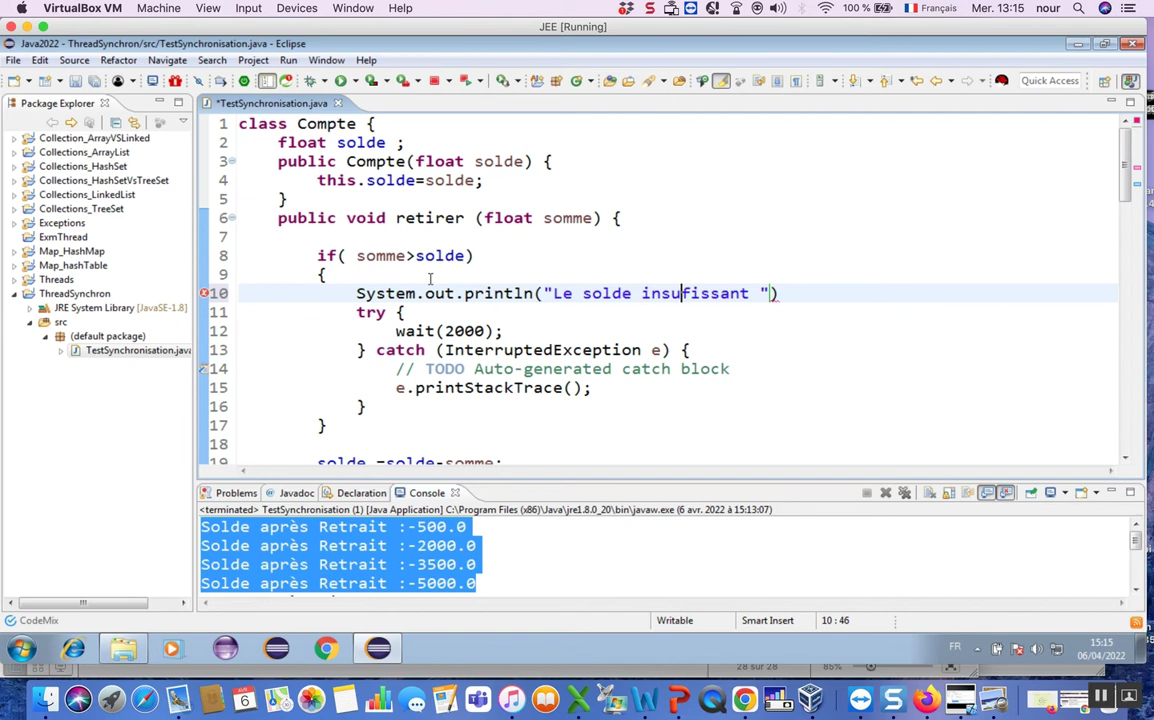 VirtualBox VM Machine View Input Devices Window Help 100 % Français Mer. 13:15 nour
JEE [Running]
Java2022 - ThreadSynchron/src/TestSynchronisation.java - Eclipse
File Edit Source Refactor Navigate Search Project Run Window Help
Quick Access
Package Explorer
*TestSynchronisation.java
Collection_ArrayVSLinked
Collections_ArrayList
Collections_HashSet
Collections_HashSetVsTreeSet
Collections_LinkedList
Collections_TreeSet
Exceptions
ExmThread
Map_HashMap
Map_hashTable
Threads
ThreadSynchron
JRE System Library [JavaSE-1.8]
src
(default package)
TestSynchronisation.java
1 class Compte {
2 float solde ;
3 public Compte(float solde) {
4 this.solde=solde;
5 }
6 public void retirer (float somme) {
7
8 if( somme>solde)
9 {
10 System.out.println("Le solde insufissant ")
11 try {
12 wait(2000);
13 } catch (InterruptedException e) {
14 // TODO Auto-generated catch block
15 e.printStackTrace();
16 }
17 }
18
19 solde =solde-somme;
Problems Javadoc Declaration Console
<terminated> TestSynchronisation (1) [Java Application] C:\Program Files (x86)\Java\jre1.8.0_20\bin\javaw.exe (6 avr. 2022 à 15:13:07)
Solde après Retrait :-500.0
Solde après Retrait :-2000.0
Solde après Retrait :-3500.0
Solde après Retrait :-5000.0
CodeMix
Writable Smart Insert 10 : 46
FR 15:15
06/04/2022
28 sur 28 85%